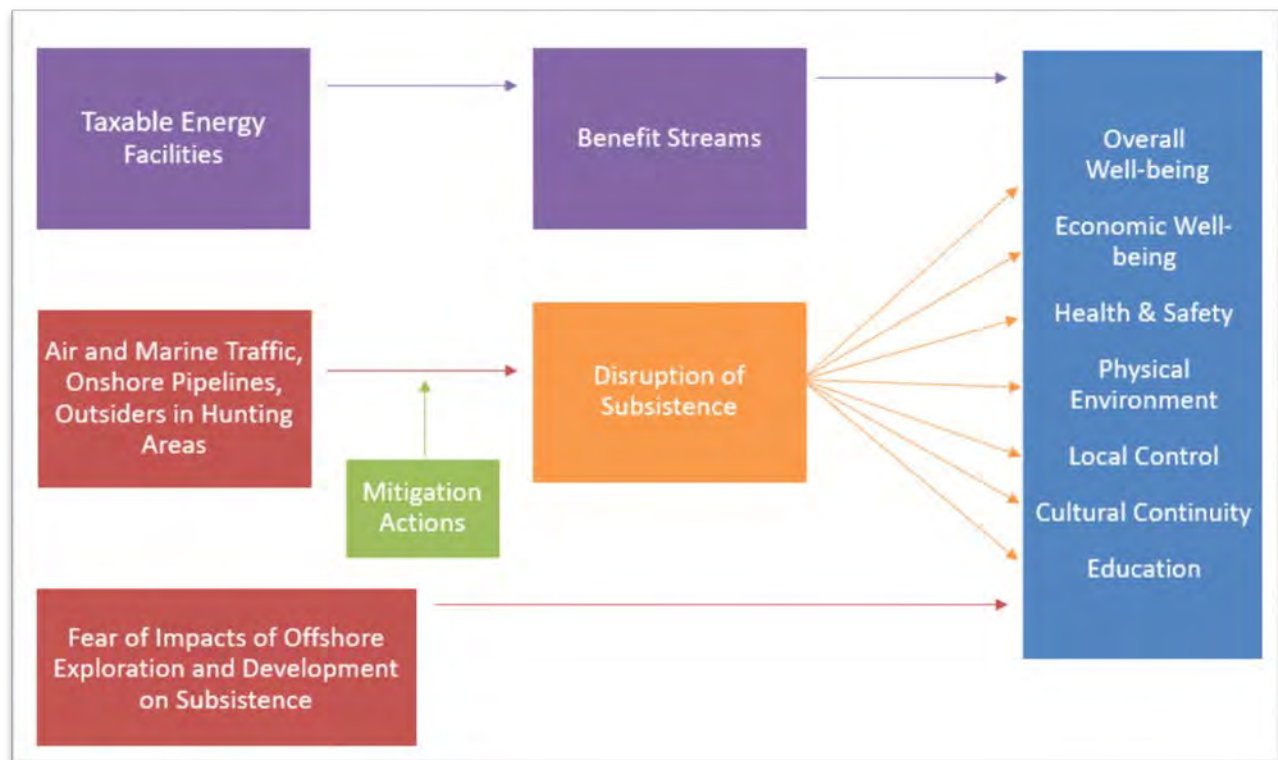 Taxable Energy
Facilities
Benefit Streams
Overall
Well-being
Economic Well-
being
Health & Safety
Physical
Environment
Local Control
Cultural Continuity
Education
Air and Marine Traffic,
Onshore Pipelines,
Outsiders in Hunting
Areas
Mitigation
Actions
Disruption of
Subsistence
Fear of Impacts of Offshore
Exploration and Development
on Subsistence